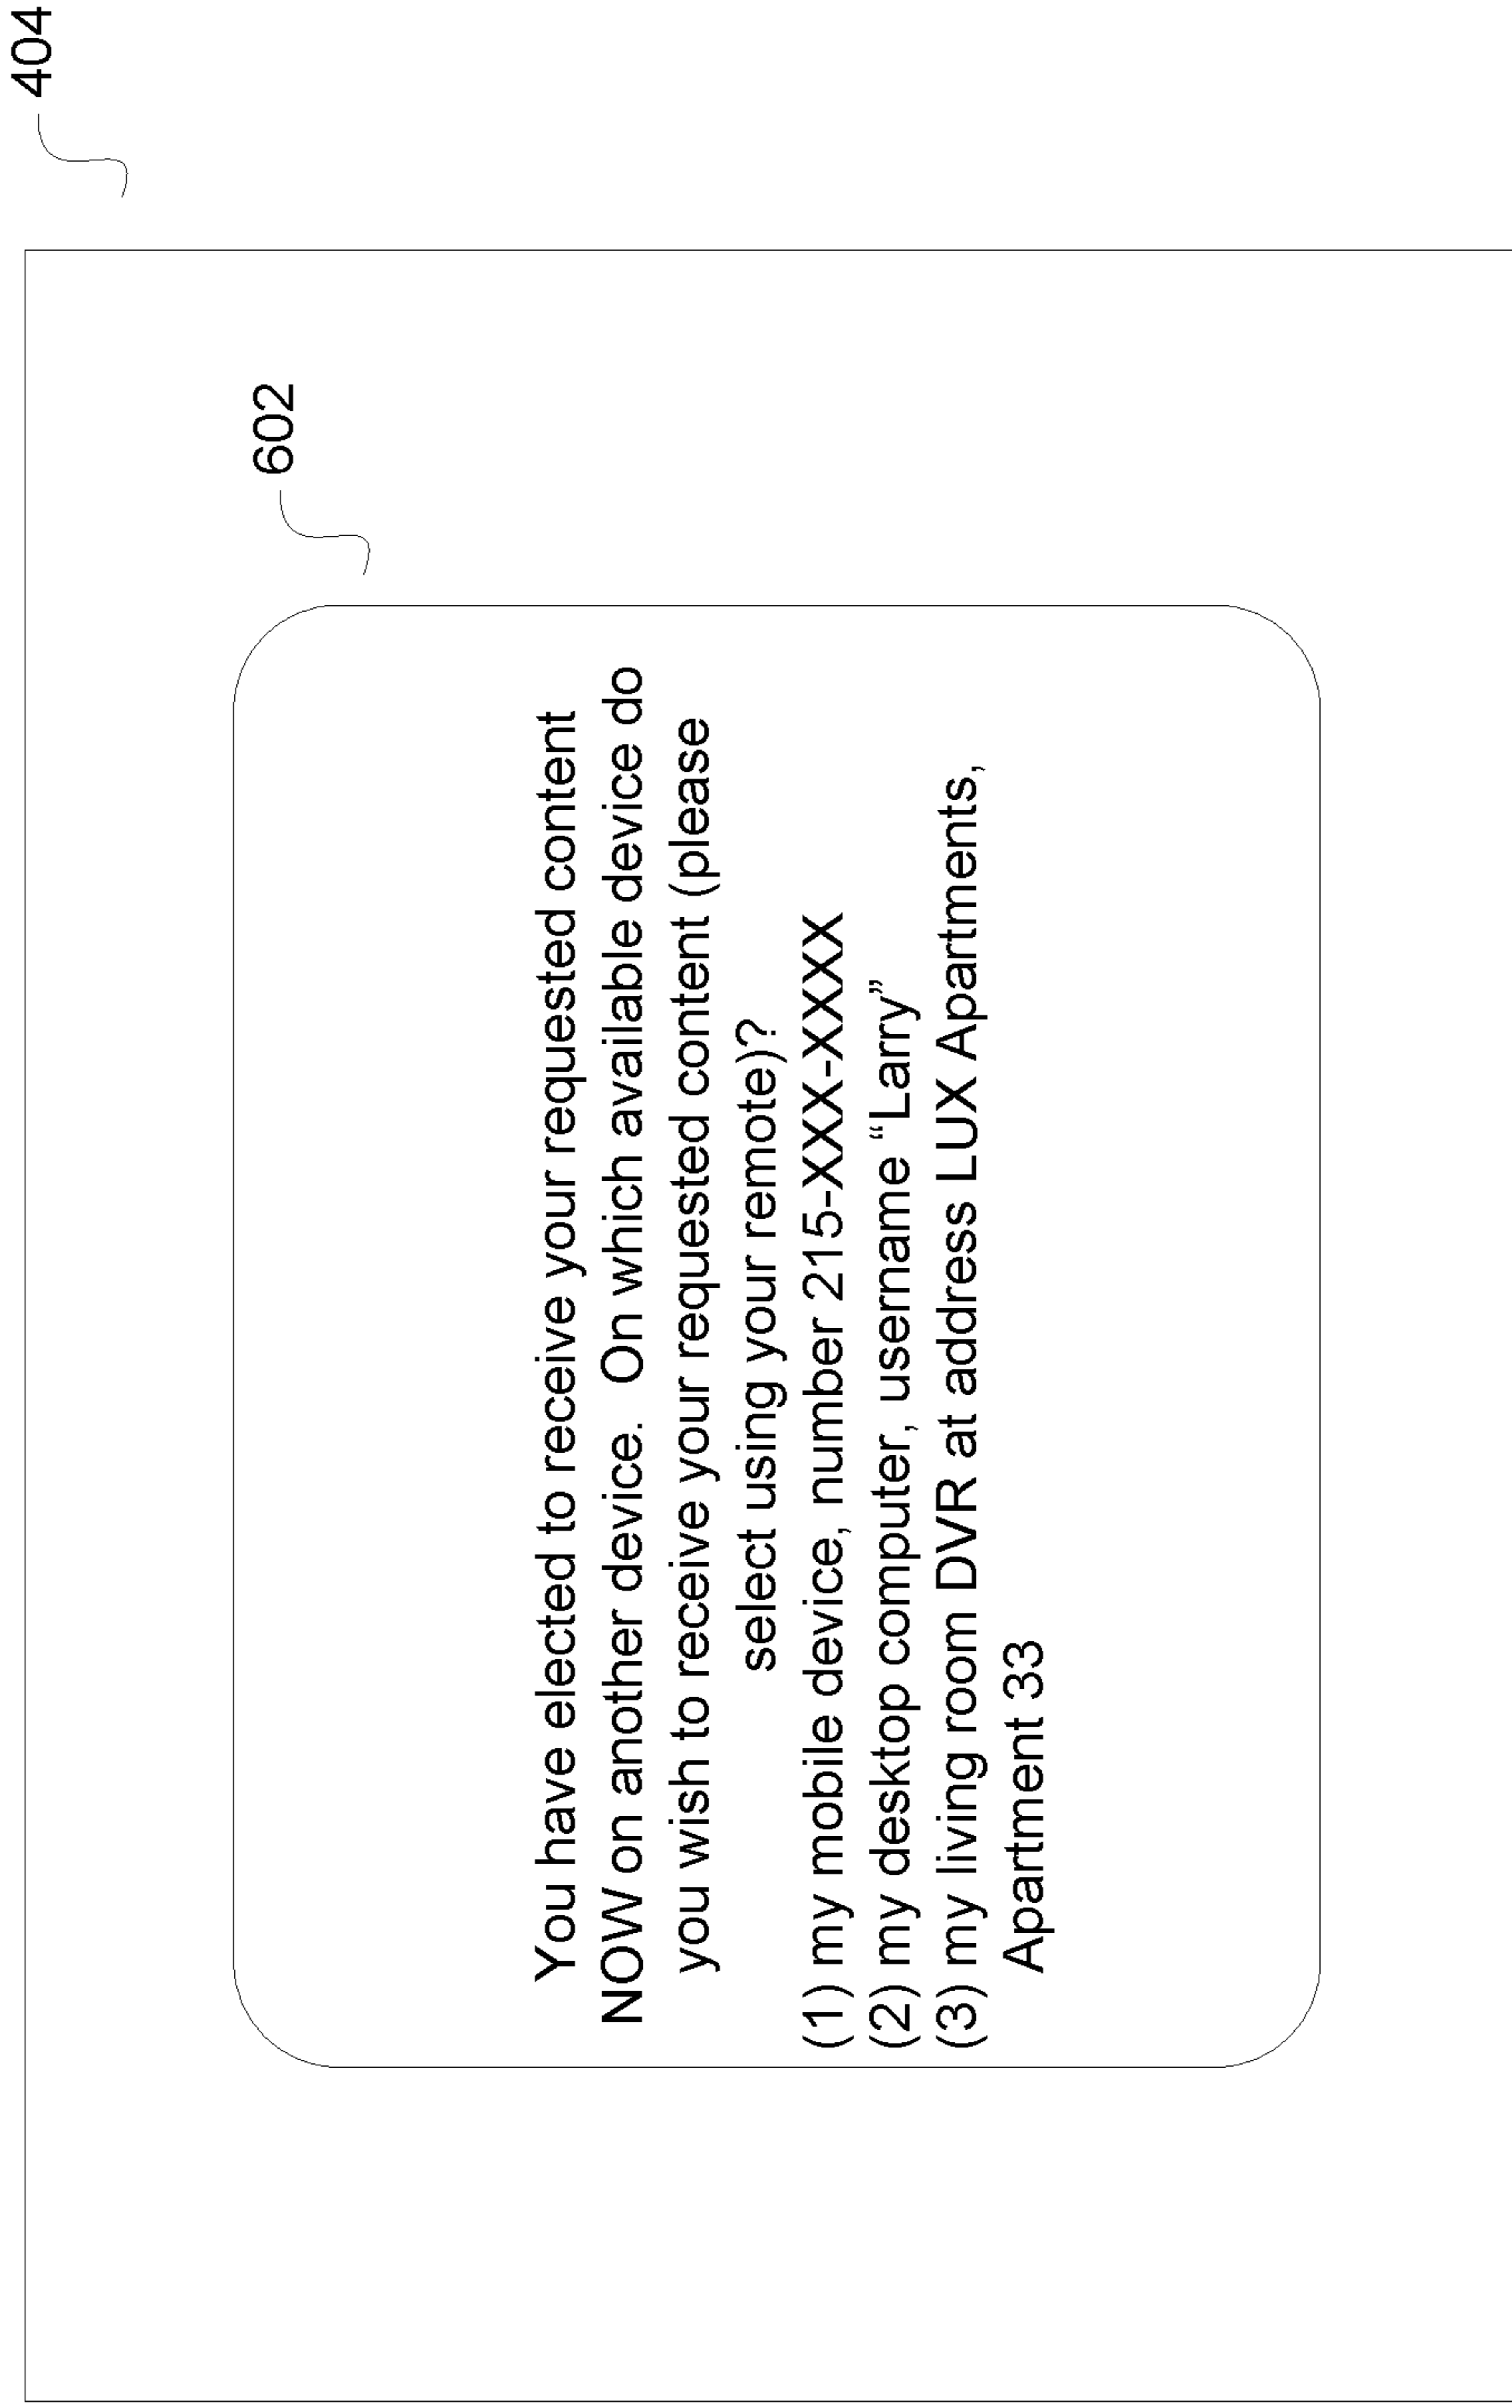 404
602
You have elected to receive your requested content
NOW on another device.  On which available device do
you wish to receive your requested content (please
select using your remote)?
(1) my mobile device, number 215-XXX-XXXX
(2) my desktop computer, username “Larry”
(3) my living room DVR at address LUX Apartments,
Apartment 33